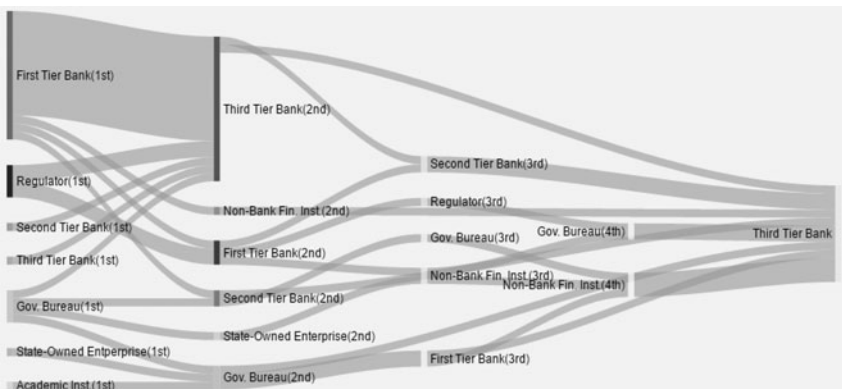 First Tier Bank(1st)
Regulator(1st)
Second Tier Bank(1st)
Third Tier Bank(1st)
Gov. Bureau(1st)
State-Owned Entperprise(1st)
Academic Inst.(1st)
Third Tier Bank(2nd)
Non-Bank Fin. Inst.(2nd)
First Tier Bank(2nd)
Second Tier Bank(2nd)
State-Owned Enterprise(2nd)
Gov. Bureau(2nd)
Second Tier Bank(3rd)
Regulator(3rd)
Gov. Bureau(3rd)
Non-Bank Fin. Inst.(3rd)
First Tier Bank(3rd)
Gov. Bureau(4th)
Non-Bank Fin. Inst.(4th)
Third Tier Bank